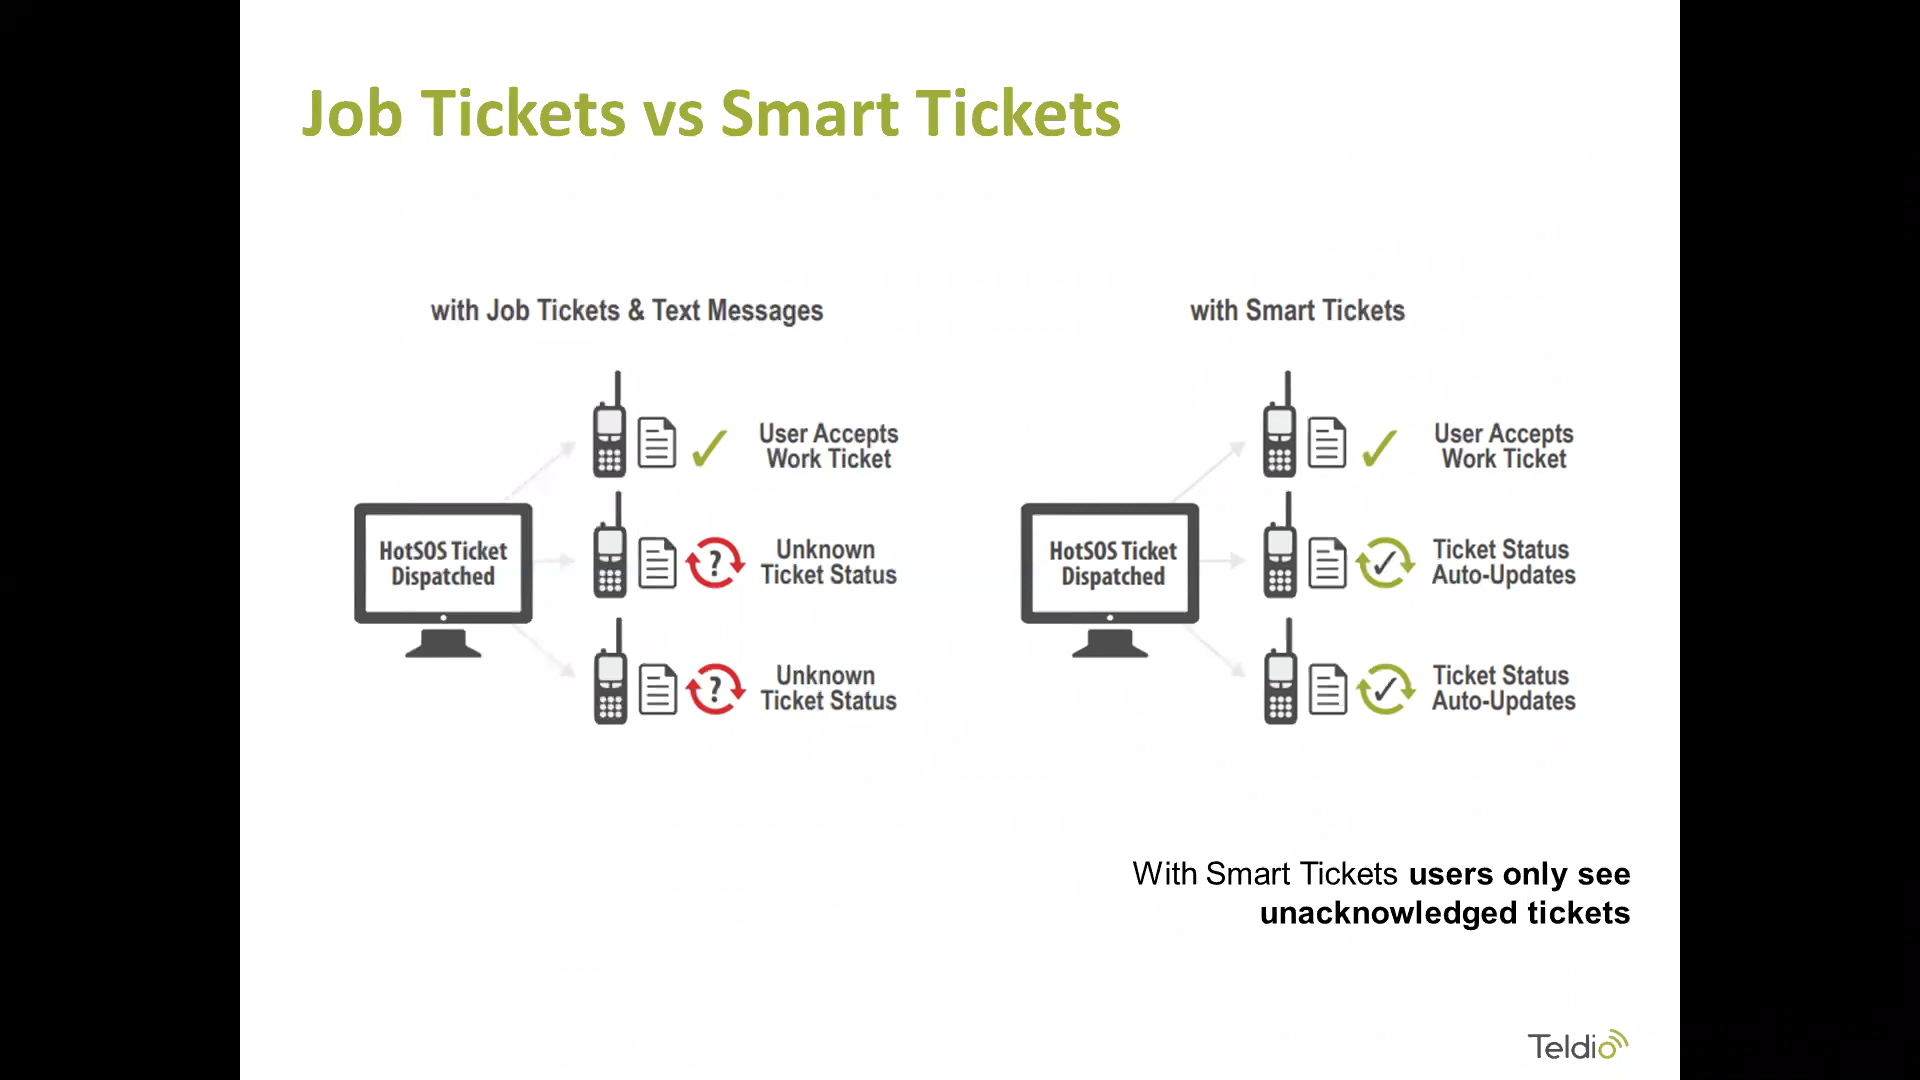 Job Tickets vs Smart Tickets
with Job Tickets & Text Messages
HotSOS Ticket
Dispatched
User Accepts
Work Ticket
?
Unknown
Ticket Status
?
Unknown
Ticket Status
with Smart Tickets
HotSOS Ticket
Dispatched
User Accepts
Work Ticket
Ticket Status
Auto-Updates
Ticket Status
Auto-Updates
With Smart Tickets users only see
unacknowledged tickets
Teldio